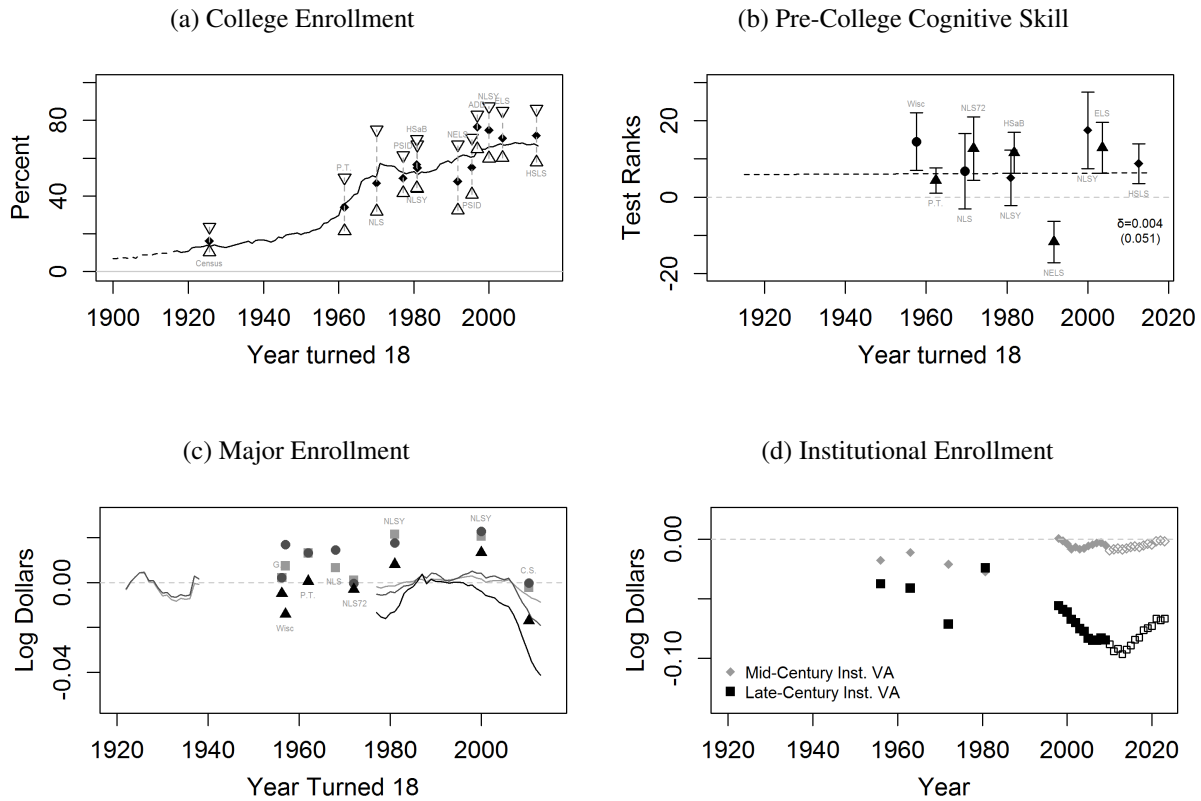 (a) College Enrollment
Percent
80
40
0
P.T.
NLS
PSID
HSaB
NLSY
NELS
PSID
NLSY
ELS
HSLS
Census
1900 1920 1940 1960 1980 2000
Year turned 18
(b) Pre-College Cognitive Skill
Test Ranks
20
0
-20
Wisc
P.T.
NLS72
NLS
HSaB
NLSY
NELS
NLSY
ELS
HSLS
δ=0.004
(0.051)
1920 1940 1960 1980 2000 2020
Year turned 18
(c) Major Enrollment
Log Dollars
0.00
-0.04
Wisc
P.T.
NLS
NLS72
NLSY
NLSY
C.S.
1920 1940 1960 1980 2000
Year Turned 18
(d) Institutional Enrollment
Log Dollars
0.00
-0.10
Mid-Century Inst. VA
Late-Century Inst. VA
1920 1940 1960 1980 2000 2020
Year